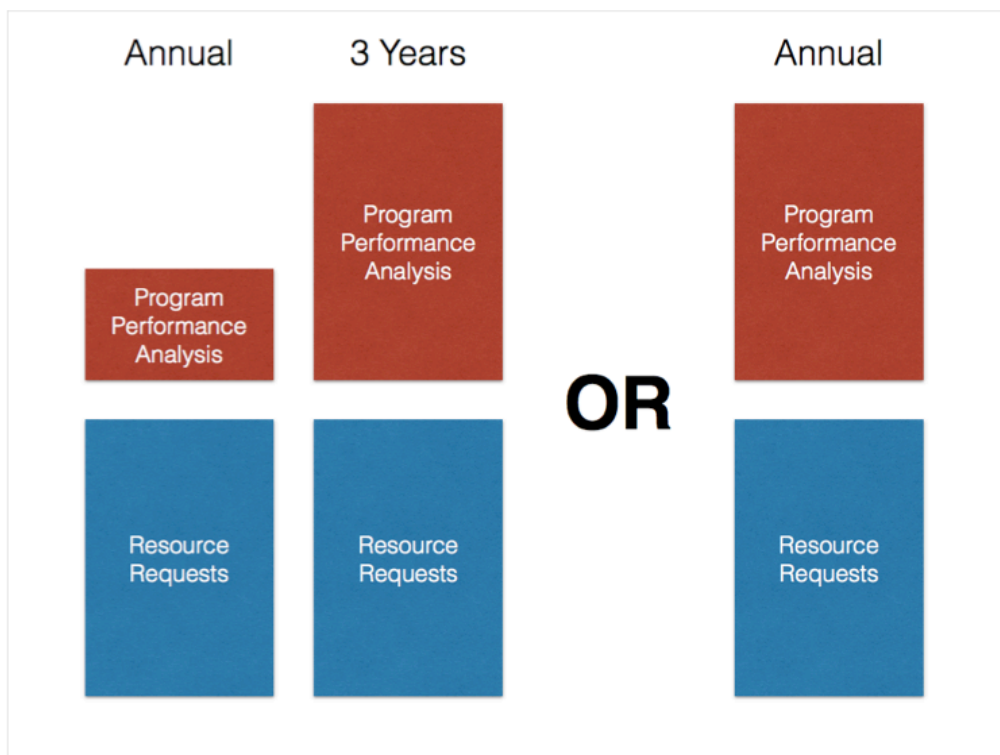 Annual
3 Years
Annual
Program
Performance
Analysis
Program
Performance
Analysis
Program
Performance
Analysis
OR
Resource
Requests
Resource
Requests
Resource
Requests